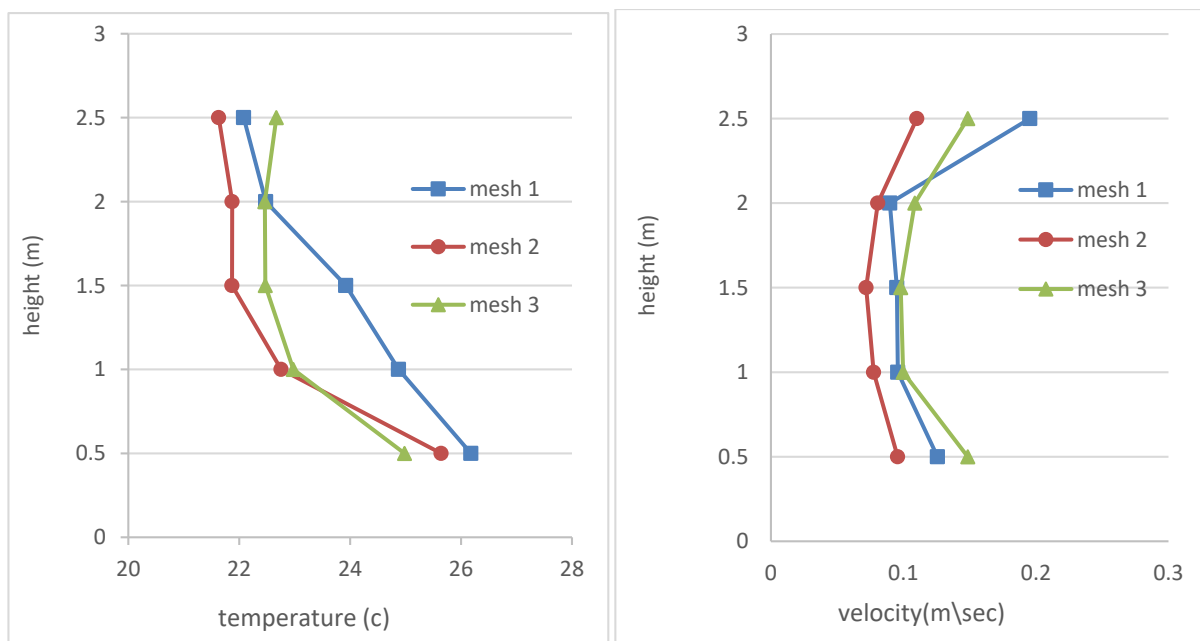 3
2.5
2
1.5
1
0.5
0
height (m)
mesh 1
mesh 2
mesh 3
20 22 24 26 28
temperature (c)
3
2.5
2
1.5
1
0.5
0
height (m)
mesh 1
mesh 2
mesh 3
0 0.1 0.2 0.3
velocity(m\sec)